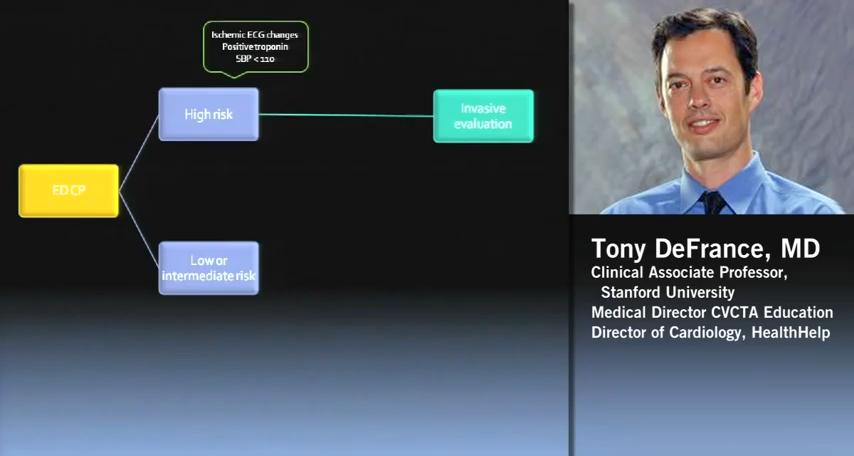 Ischemic ECG changes
Positive troponin
SBP < 110
High risk
Invasive
evaluation
ED CP
Low or
intermediate risk
Tony DeFrance, MD
Clinical Associate Professor,
Stanford University
Medical Director CVCTA Education
Director of Cardiology, HealthHelp